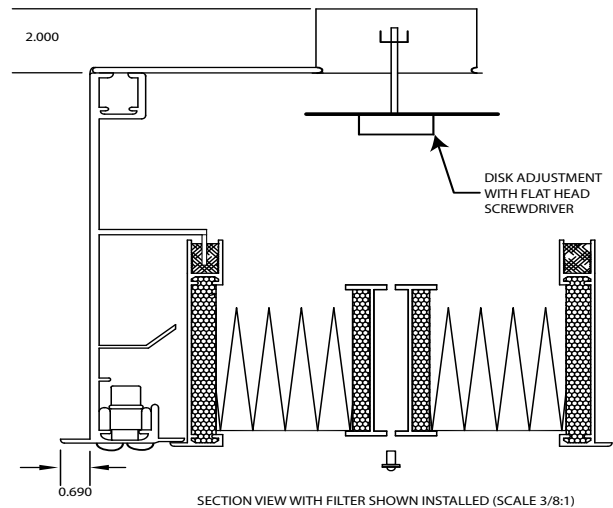 2.000
DISK ADJUSTMENT
WITH FLAT HEAD
SCREWDRIVER
0.690
SECTION VIEW WITH FILTER SHOWN INSTALLED (SCALE 3/8:1)